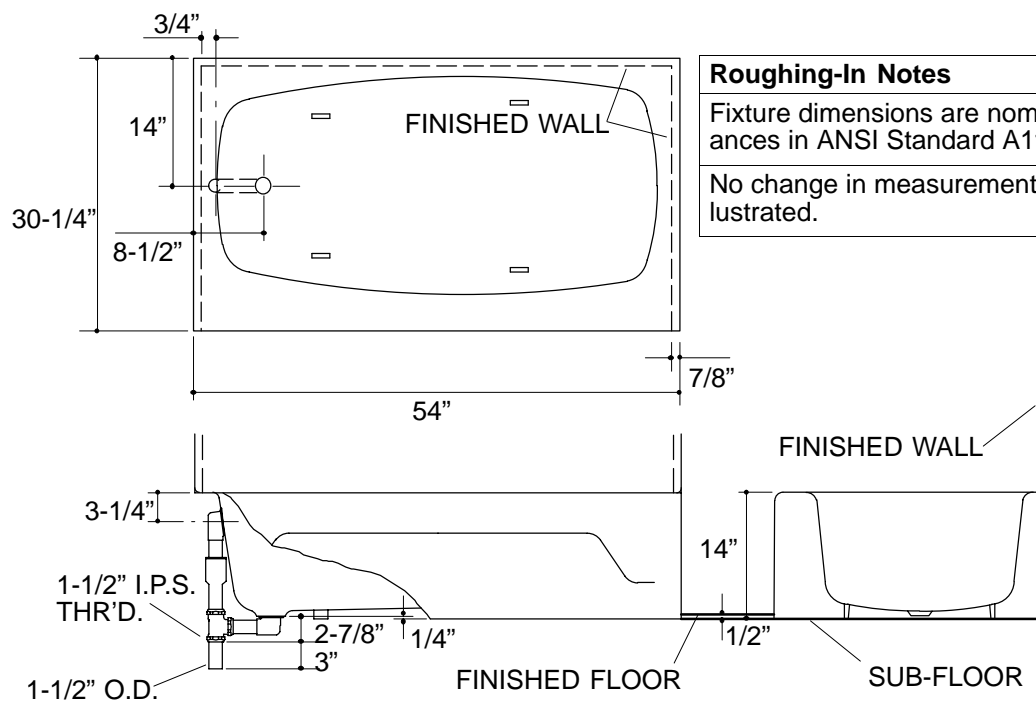 3/4”
14”
30-1/4”
8-1/2”
FINISHED WALL
Roughing-In Notes
Fixture dimensions are nom
ances in ANSI Standard A1
No change in measurement
lustrated.
7/8”
54”
FINISHED WALL
3-1/4”
14”
1-1/2” I.P.S.
THR’D.
2-7/8”
1/4”
1/2”
3”
1-1/2” O.D.
FINISHED FLOOR
SUB-FLOOR